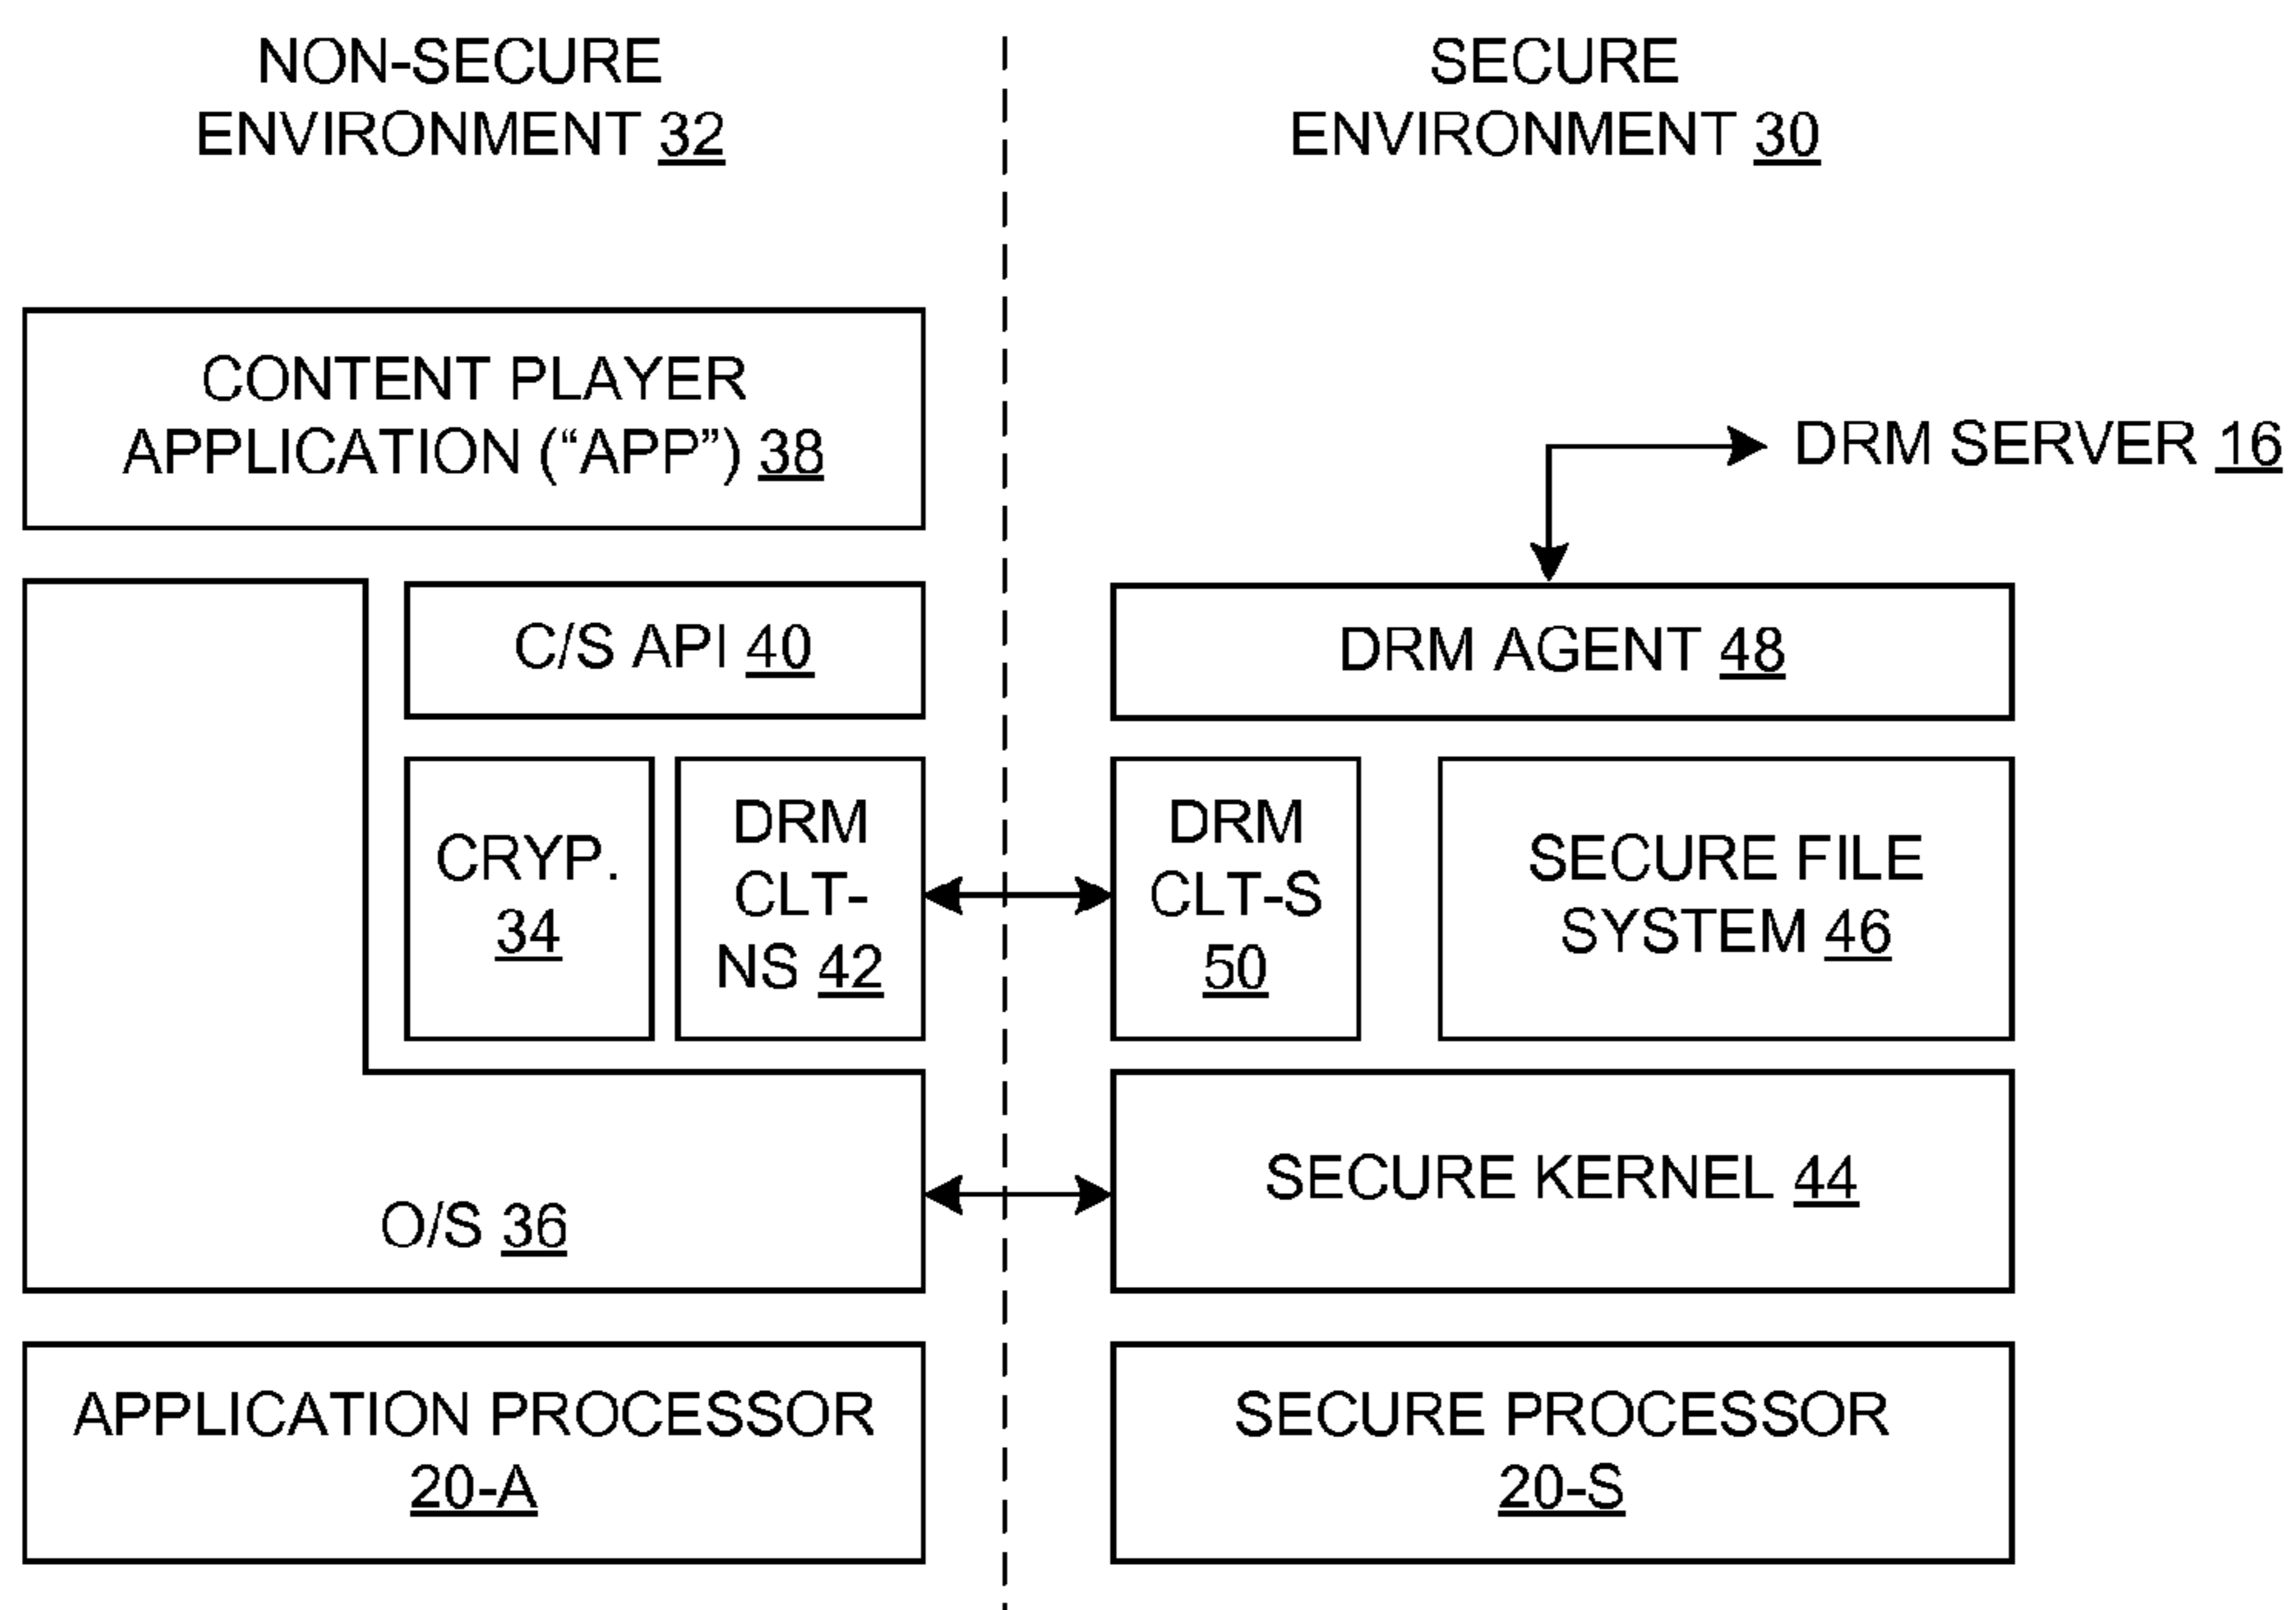 NON-SECURE
ENVIRONMENT 32
SECURE
ENVIRONMENT 30
CONTENT PLAYER
APPLICATION (“APP”) 38
DRM SERVER 16
C/S API 40
DRM AGENT 48
CRYP.
34
DRM
CLT-
NS 42
DRM
CLT-S
50
SECURE FILE
SYSTEM 46
O/S 36
SECURE KERNEL 44
APPLICATION PROCESSOR
20-A
SECURE PROCESSOR
20-S